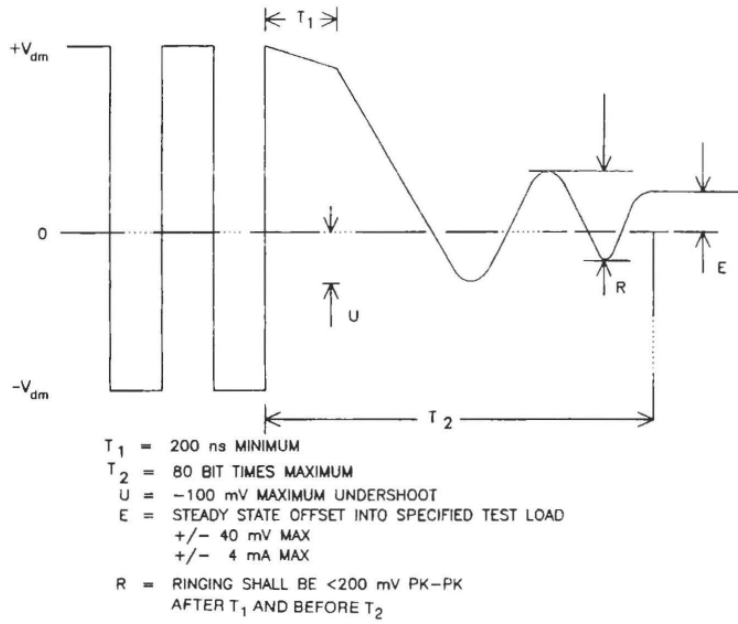 T1
+Vdm
0
U
R
E
-Vdm
T2
T1 = 200 ns MINIMUM
T2 = 80 BIT TIMES MAXIMUM
U = -100 mV MAXIMUM UNDERSHOOT
E = STEADY STATE OFFSET INTO SPECIFIED TEST LOAD
+/- 40 mV MAX
+/- 4 mA MAX
R = RINGING SHALL BE <200 mV PK-PK
AFTER T1 AND BEFORE T2